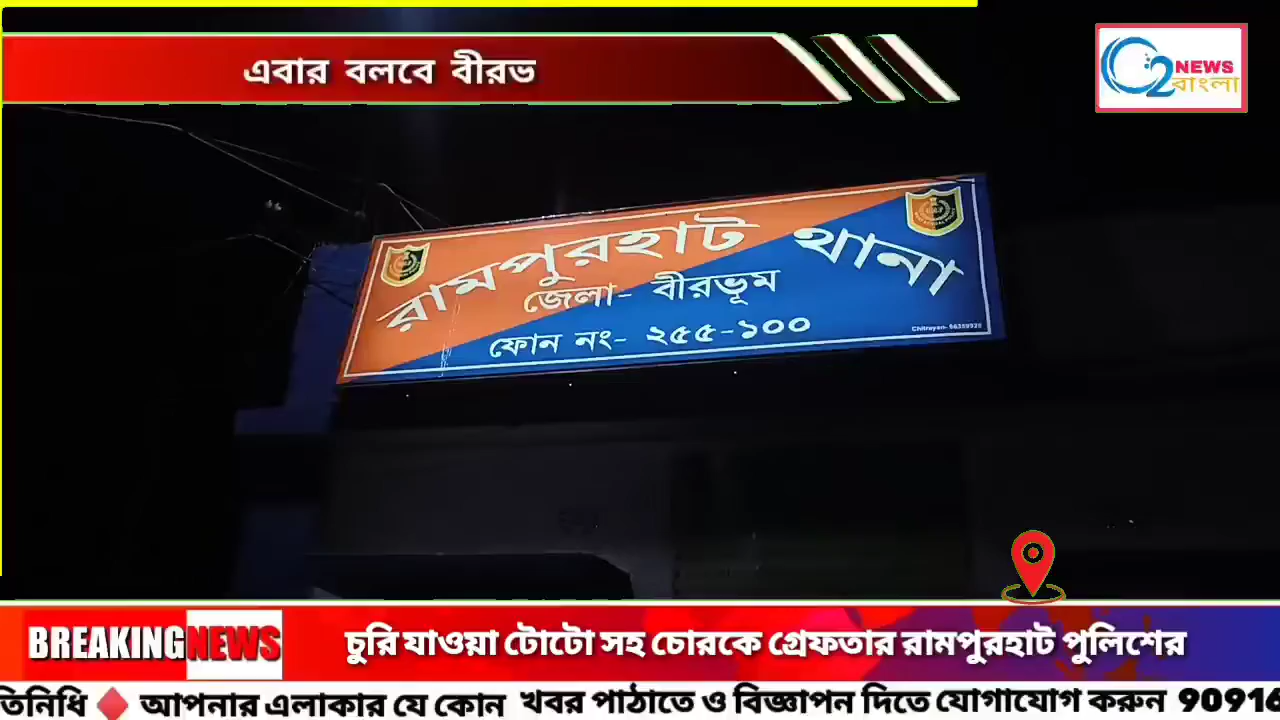 এবার বলবে বীরভ
O2 NEWS
বাংলা
রামপুরহাট থানা
জেলা- বীরভূম
ফোন নং- ২৫৫-১০০
BREAKING NEWS
চুরি যাওয়া টোটো সহ চোরকে গ্রেফতার রামপুরহাট পুলিশের
তিনিধি ♦ আপনার এলাকার যে কোন খবর পাঠাতে ও বিজ্ঞাপন দিতে যোগাযোগ করুন 90916